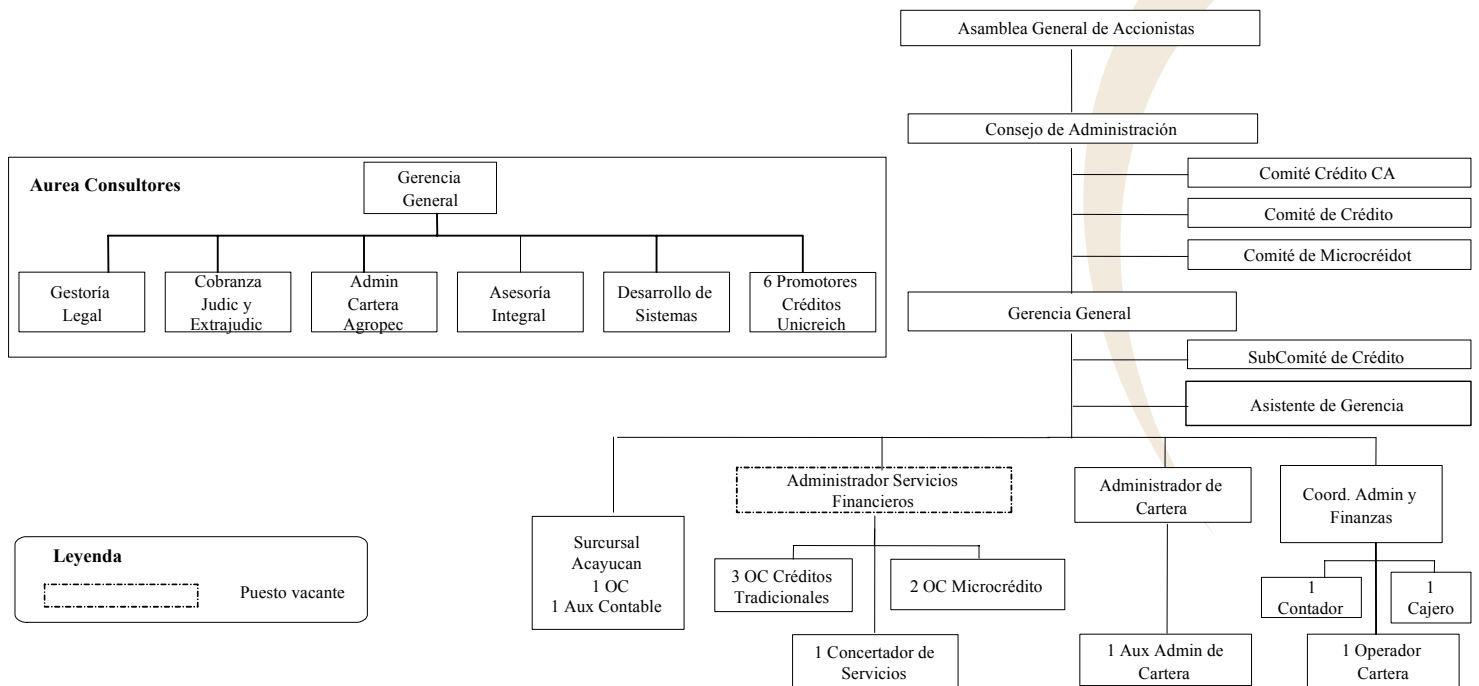 Asamblea General de Accionistas
Consejo de Administración
Comité Crédito CA
Comité de Crédito
Comité de Microcréidot
Gerencia General
SubComité de Crédito
Asistente de Gerencia
Aurea Consultores
Gerencia
General
Gestoría
Legal
Cobranza
Judic y
Extrajudic
Admin
Cartera
Agropec
Asesoría
Integral
Desarrollo de
Sistemas
6 Promotores
Créditos
Unicreich
Surcursal
Acayucan
1 OC
1 Aux Contable
Administrador Servicios
Financieros
3 OC Créditos
Tradicionales
2 OC Microcrédito
1 Concertador de
Servicios
Administrador de
Cartera
1 Aux Admin de
Cartera
Coord. Admin y
Finanzas
1
Contador
1
Cajero
1 Operador
Cartera
Leyenda
Puesto vacante